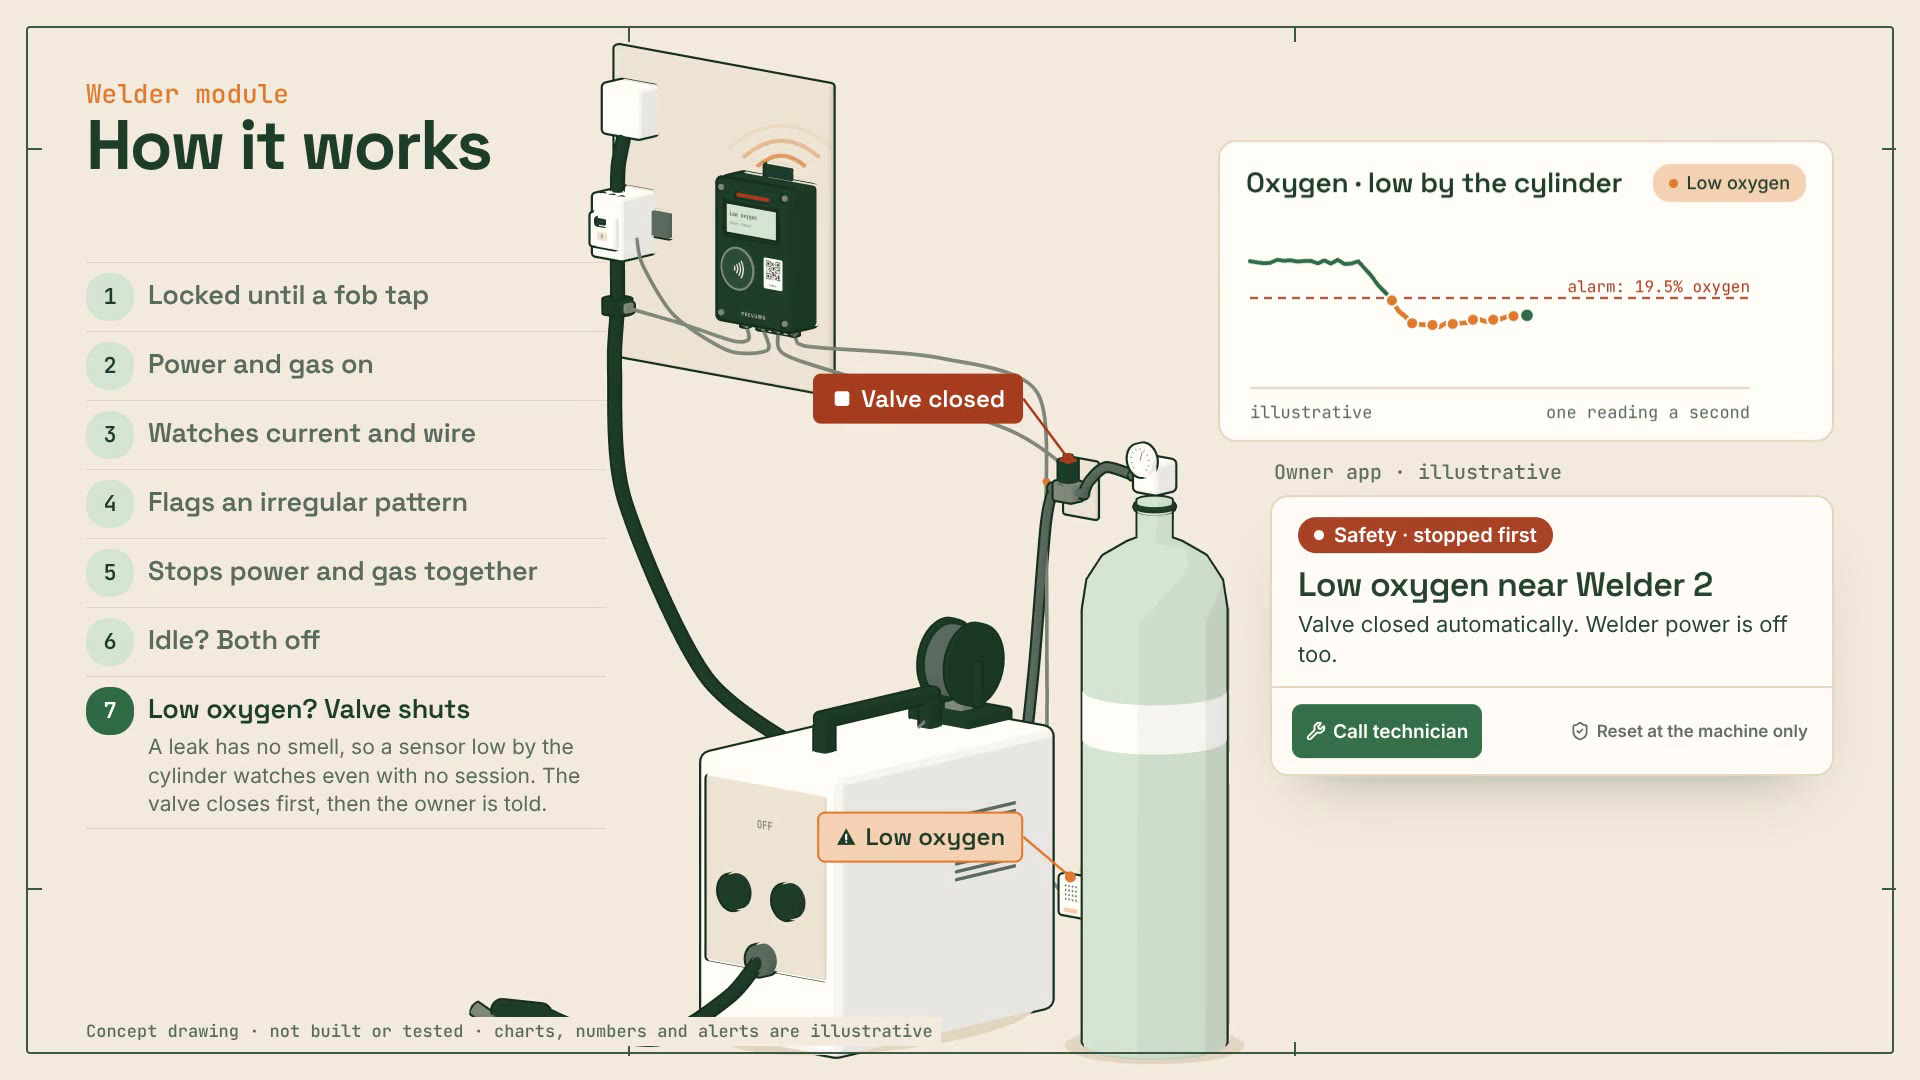 Welder module
How it works
1 Locked until a fob tap
2 Power and gas on
3 Watches current and wire
4 Flags an irregular pattern
5 Stops power and gas together
6 Idle? Both off
7 Low oxygen? Valve shuts
A leak has no smell, so a sensor low by the
cylinder watches even with no session. The
valve closes first, then the owner is told.
Low oxygen
PREVUMO
Valve closed
OFF
Low oxygen
Oxygen · low by the cylinder
Low oxygen
alarm: 19.5% oxygen
illustrative
one reading a second
Owner app · illustrative
Safety · stopped first
Low oxygen near Welder 2
Valve closed automatically. Welder power is off
too.
Call technician
Reset at the machine only
Concept drawing · not built or tested · charts, numbers and alerts are illustrative